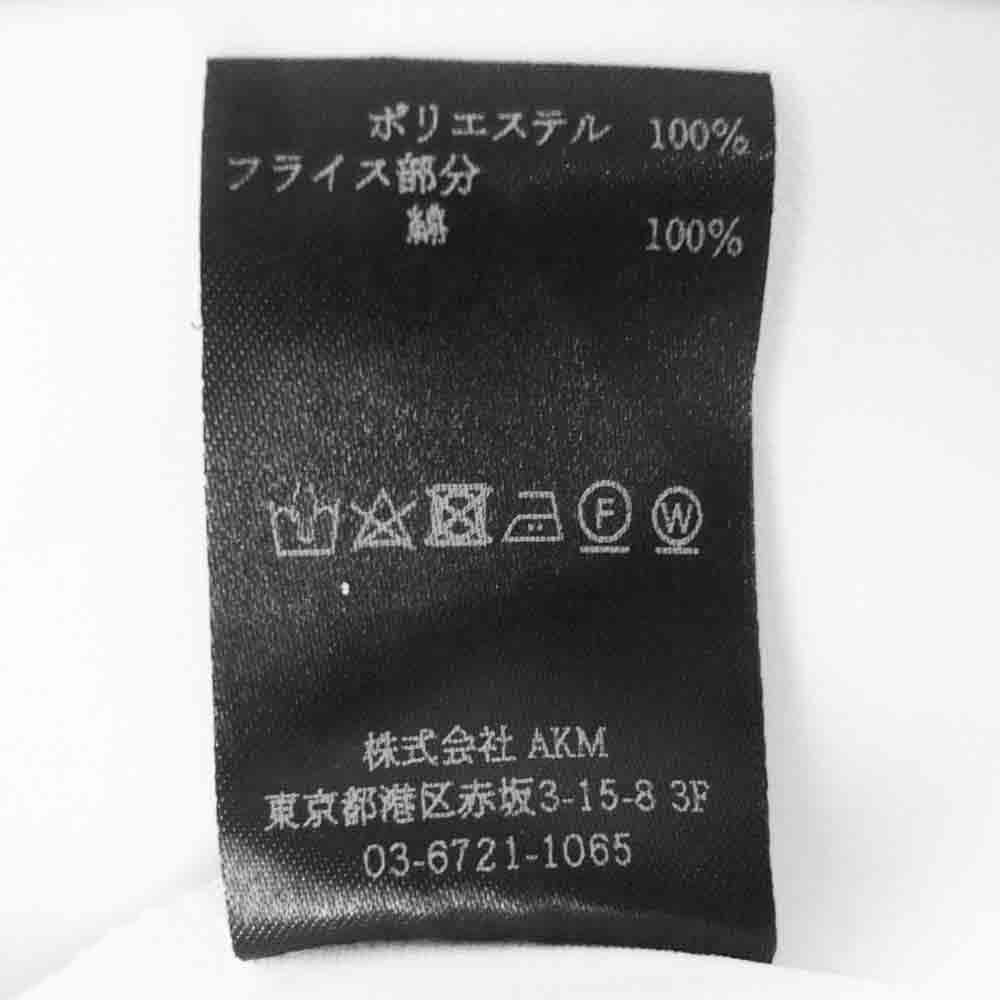 ポリエステル 100%
フライス部分
綿 100%
F W
株式会社 AKM
東京都港区赤坂3-15-8 3F
03-6721-1065